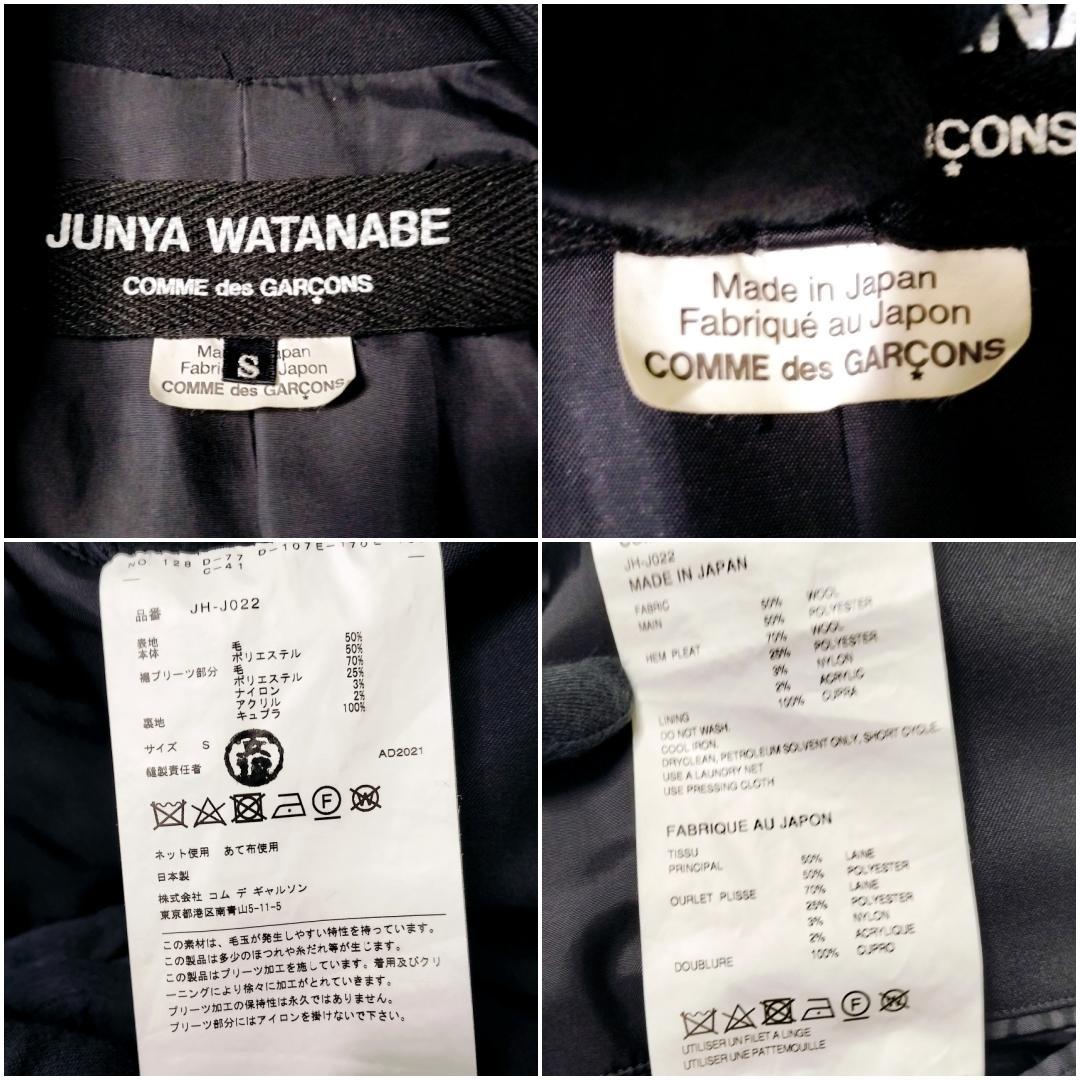 JUNYA WATANABE
COMME des GARÇONS
Ma pan
Fabri S Japon
COMME des GARÇONS
NA
ÇONS
Made in Japan
Fabriqué au Japon
COMME des GARÇONS
NO 128 D-77 D-107E-170
C-41
品番 JH-J022
表地
本体 毛 50%
ポリエステル 50%
裾プリーツ部分 毛 70%
ポリエステル 25%
ナイロン 3%
アクリル 2%
裏地 キュプラ 100%
サイズ S
縫製責任者 AD2021
F W
ネット使用 あて布使用
日本製
株式会社 コム デ ギャルソン
東京都港区南青山5-11-5
この素材は、毛玉が発生しやすい特性を持っています。
この製品は多少のほつれや糸だれ等が生じます。
この製品はプリーツ加工を施しています。着用及びクリ
ーニングにより徐々に加工がとれていきます。
プリーツ加工の保持性は永久ではありません。
プリーツ部分にはアイロンを掛けないで下さい。
JH-J022
MADE IN JAPAN
FABRIC
MAIN 50% WOOL
50% POLYESTER
HEM PLEAT 70% WOOL
25% POLYESTER
3% NYLON
2% ACRYLIC
100% CUPRA
LINING
DO NOT WASH.
COOL IRON.
DRYCLEAN, PETROLEUM SOLVENT ONLY, SHORT CYCLE.
USE A LAUNDRY NET
USE PRESSING CLOTH
FABRIQUE AU JAPON
TISSU
PRINCIPAL 50% LAINE
50% POLYESTER
OURLET PLISSE 70% LAINE
25% POLYESTER
3% NYLON
2% ACRYLIQUE
DOUBLURE 100% CUPRO
F W
UTILISER UN FILET A LINGE
UTILISER UNE PATTEMOUILLE